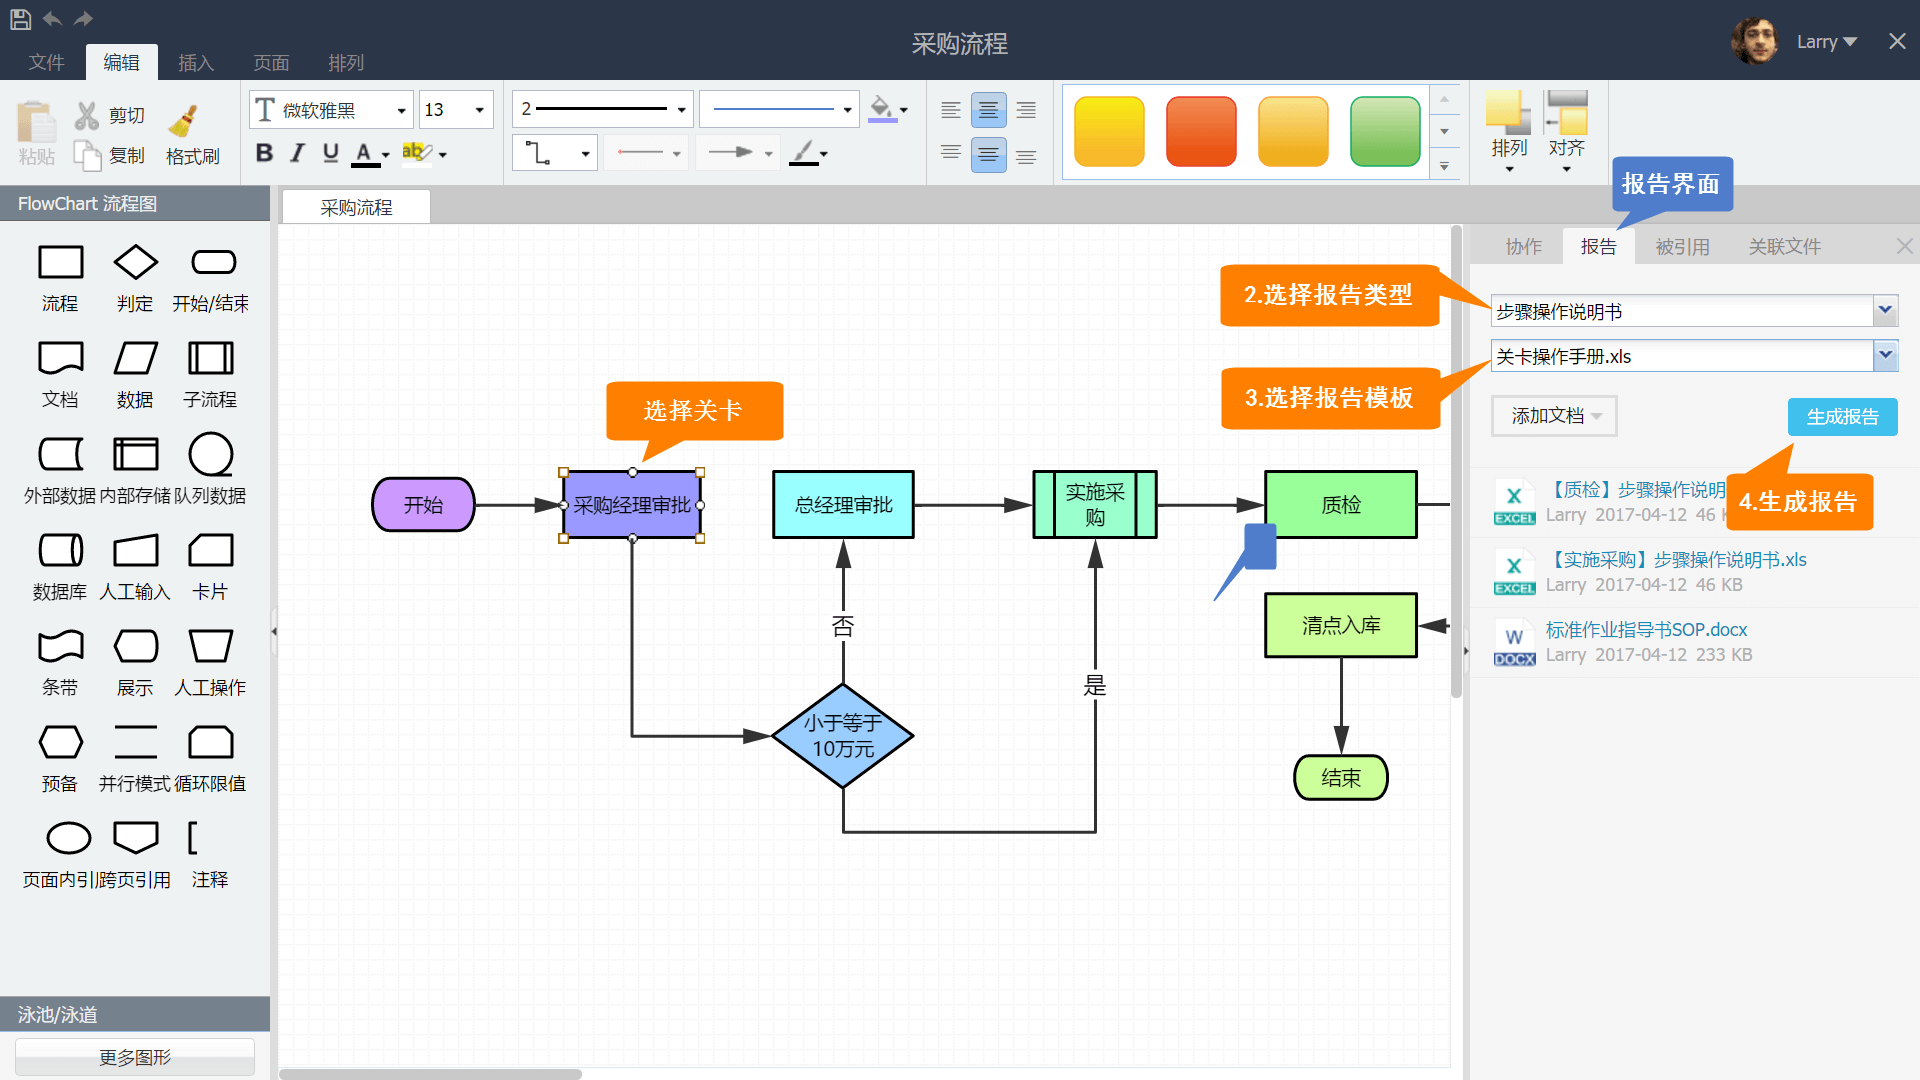 采购流程
Larry
文件 编辑 插入 页面 排列
粘贴 剪切 复制 格式刷
T 微软雅黑 13
B I U A ab
2
排列 对齐
报告界面
FlowChart 流程图
采购流程
流程 判定 开始/结束
文档 数据 子流程
外部数据 内部存储 队列数据
数据库 人工输入 卡片
条带 展示 人工操作
预备 并行模式 循环限值
页面内引 跨页引用 注释
泳池/泳道
更多图形
选择关卡
开始
采购经理审批
总经理审批
实施采
购
质检
否
是
小于等于
10万元
清点入库
结束
协作 报告 被引用 关联文件
2.选择报告类型
步骤操作说明书
关卡操作手册.xls
3.选择报告模板
添加文档 生成报告
4.生成报告
X
EXCEL
【质检】步骤操作说明
Larry 2017-04-12 46
X
EXCEL
【实施采购】步骤操作说明书.xls
Larry 2017-04-12 46 KB
W
DOCX
标准作业指导书SOP.docx
Larry 2017-04-12 233 KB